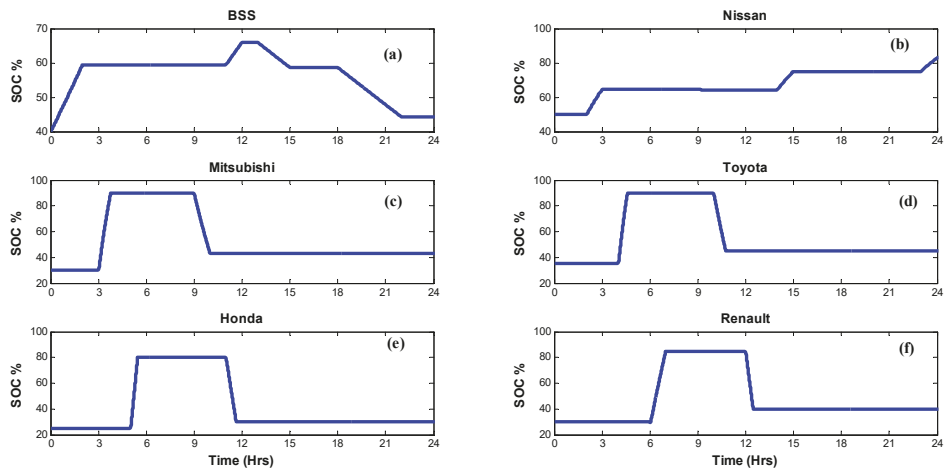 BSS
SOC %
70
60
50
40
0 3 6 9 12 15 18 21 24
(a)
Nissan
SOC %
100
80
60
40
0 3 6 9 12 15 18 21 24
(b)
Mitsubishi
SOC %
100
80
60
40
20
0 3 6 9 12 15 18 21 24
(c)
Toyota
SOC %
100
80
60
40
20
0 3 6 9 12 15 18 21 24
(d)
Honda
SOC %
100
80
60
40
20
0 3 6 9 12 15 18 21 24
Time (Hrs)
(e)
Renault
SOC %
100
80
60
40
20
0 3 6 9 12 15 18 21 24
Time (Hrs)
(f)